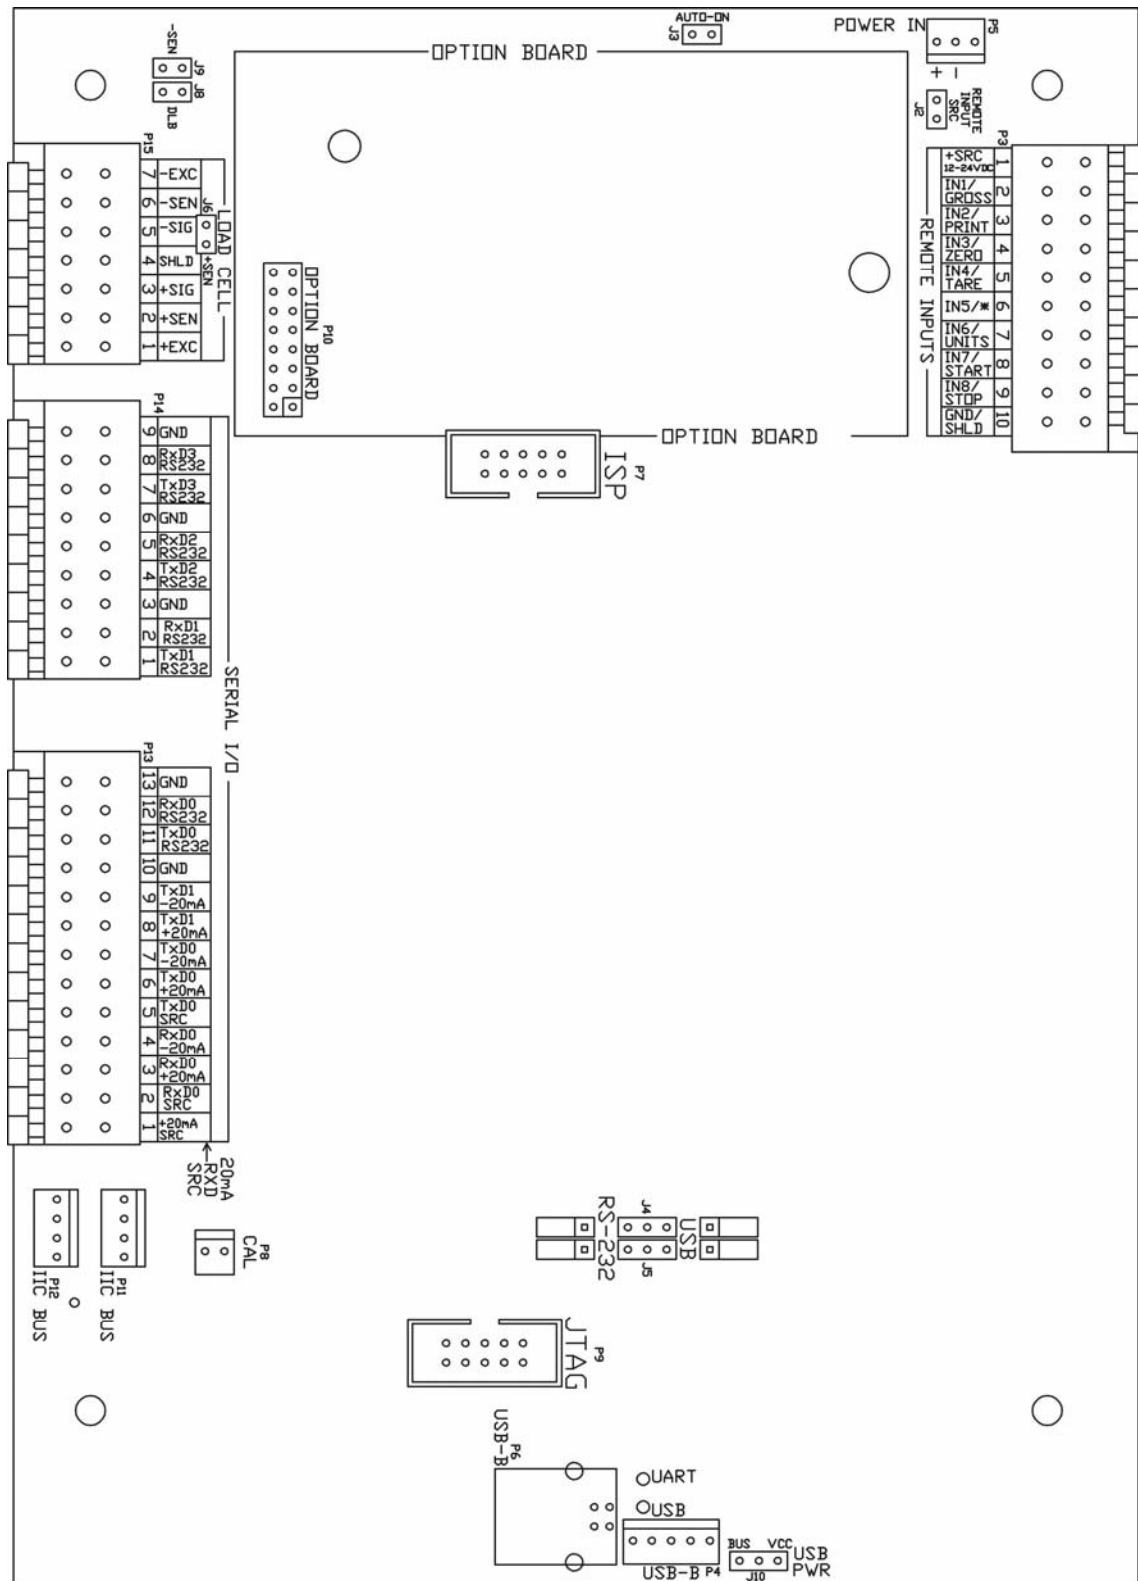 AUTO-ON
J3
POWER IN
P5
+ -
-SEN
J9
J8
DLB
OPTION BOARD
J2
REMOTE
INPUT
SRC
P15
7 -EXC
6 -SEN
5 -SIG
4 SHLD
3 +SIG
2 +SEN
1 +EXC
J6
+SEN
LOAD CELL
P10
OPTION BOARD
OPTION BOARD
P3
+SRC
12-24VDC 1
IN1/
GROSS 2
IN2/
PRINT 3
IN3/
ZERO 4
IN4/
TARE 5
IN5/* 6
IN6/
UNITS 7
IN7/
START 8
IN8/
STOP 9
GND/
SHLD 10
REMOTE INPUTS
P7
ISP
P14
9 GND
8 RxD3
RS232
7 TxD3
RS232
6 GND
5 RxD2
RS232
4 TxD2
RS232
3 GND
2 RxD1
RS232
1 TxD1
RS232
SERIAL I/O
P13
13 GND
12 RxD0
RS232
11 TxD0
RS232
10 GND
9 TxD1
-20mA
8 TxD1
+20mA
7 TxD0
-20mA
6 TxD0
+20mA
5 TxD0
SRC
4 RxD0
-20mA
3 RxD0
+20mA
2 RxD0
SRC
1 +20mA
SRC
20mA
RXD
SRC
P12
IIC BUS
P11
IIC BUS
P8
CAL
RS-232
J4
J5
USB
P9
JTAG
P6
USB-B
UART
USB
USB-B P4
BUS VCC
J10
USB
PWR